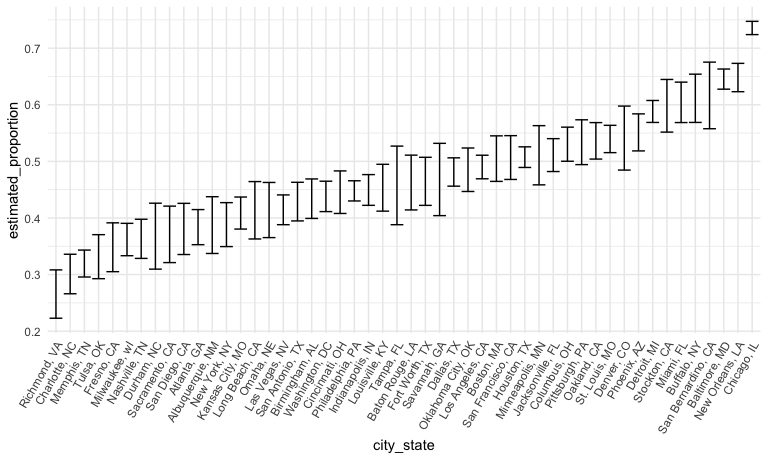 estimated_proportion
0.7
0.6
0.5
0.4
0.3
0.2
Richmond, VA
Charlotte, NC
Memphis, TN
Tulsa, OK
Fresno, CA
Milwaukee, wI
Nashville, TN
Durham, NC
Sacramento, CA
San Diego, CA
Atlanta, GA
Albuquerque, NM
New York, NY
Kansas City, MO
Long Beach, CA
Omaha, NE
Las Vegas, NV
San Antonio, TX
Birmingham, AL
Washington, DC
Cincinnati, OH
Philadelphia, PA
Indianapolis, IN
Louisville, KY
Tampa, FL
Baton Rouge, LA
Fort Worth, TX
Savannah, GA
Dallas, TX
Oklahoma City, OK
Los Angeles, CA
Boston, MA
San Francisco, CA
Houston, TX
Minneapolis, MN
Jacksonville, FL
Columbus, OH
Pittsburgh, PA
Oakland, CA
St. Louis, MO
Denver, CO
Phoenix, AZ
Detroit, MI
Stockton, CA
Miami, FL
Buffalo, NY
San Bernardino, CA
Baltimore, MD
New Orleans, LA
Chicago, IL
city_state